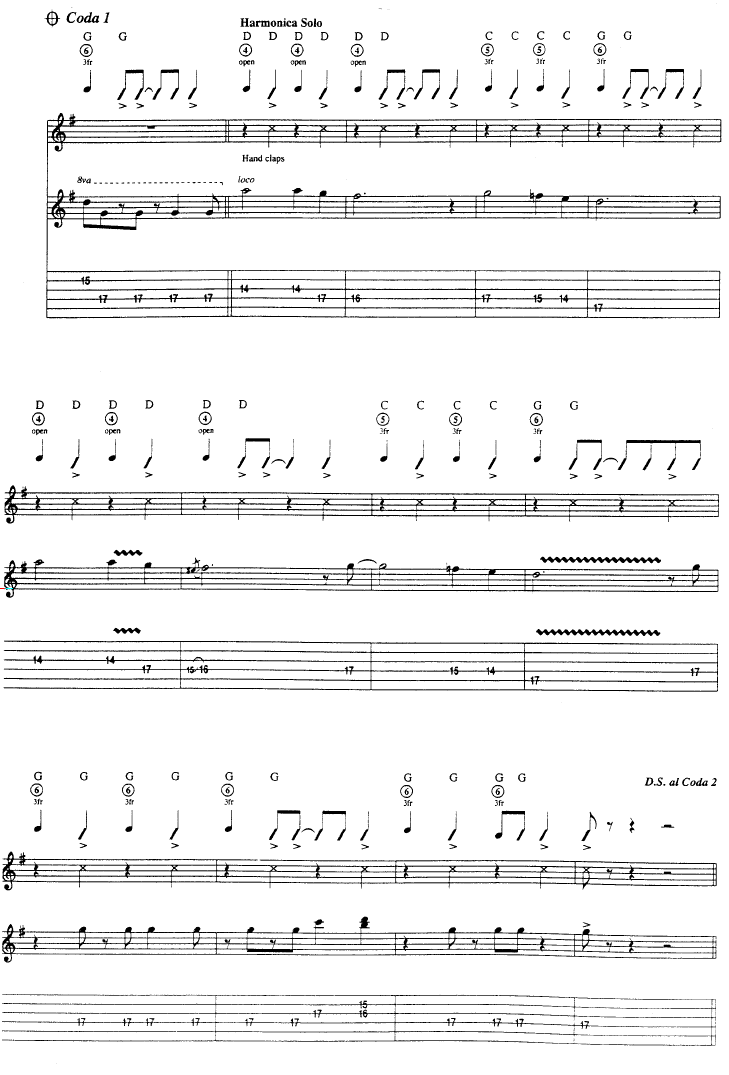 Coda 1
Harmonica Solo
G G D D D D D D C C C C G G
6 4 4 4 5 5 6
3fr open open open 3fr 3fr 3fr
Hand claps
8va loco
15 17 17 17 17 14 14 17 16 17 15 14 17
D D D D D D C C C C G G
4 4 4 5 5 6
open open open 3fr 3fr 3fr
14 14 17 15 16 17 15 14 17 17
G G G G G G G G G G D.S. al Coda 2
6 6 6 6 6
3fr 3fr 3fr 3fr 3fr
15
17 17 17 17 17 17 16 17 17 17 17